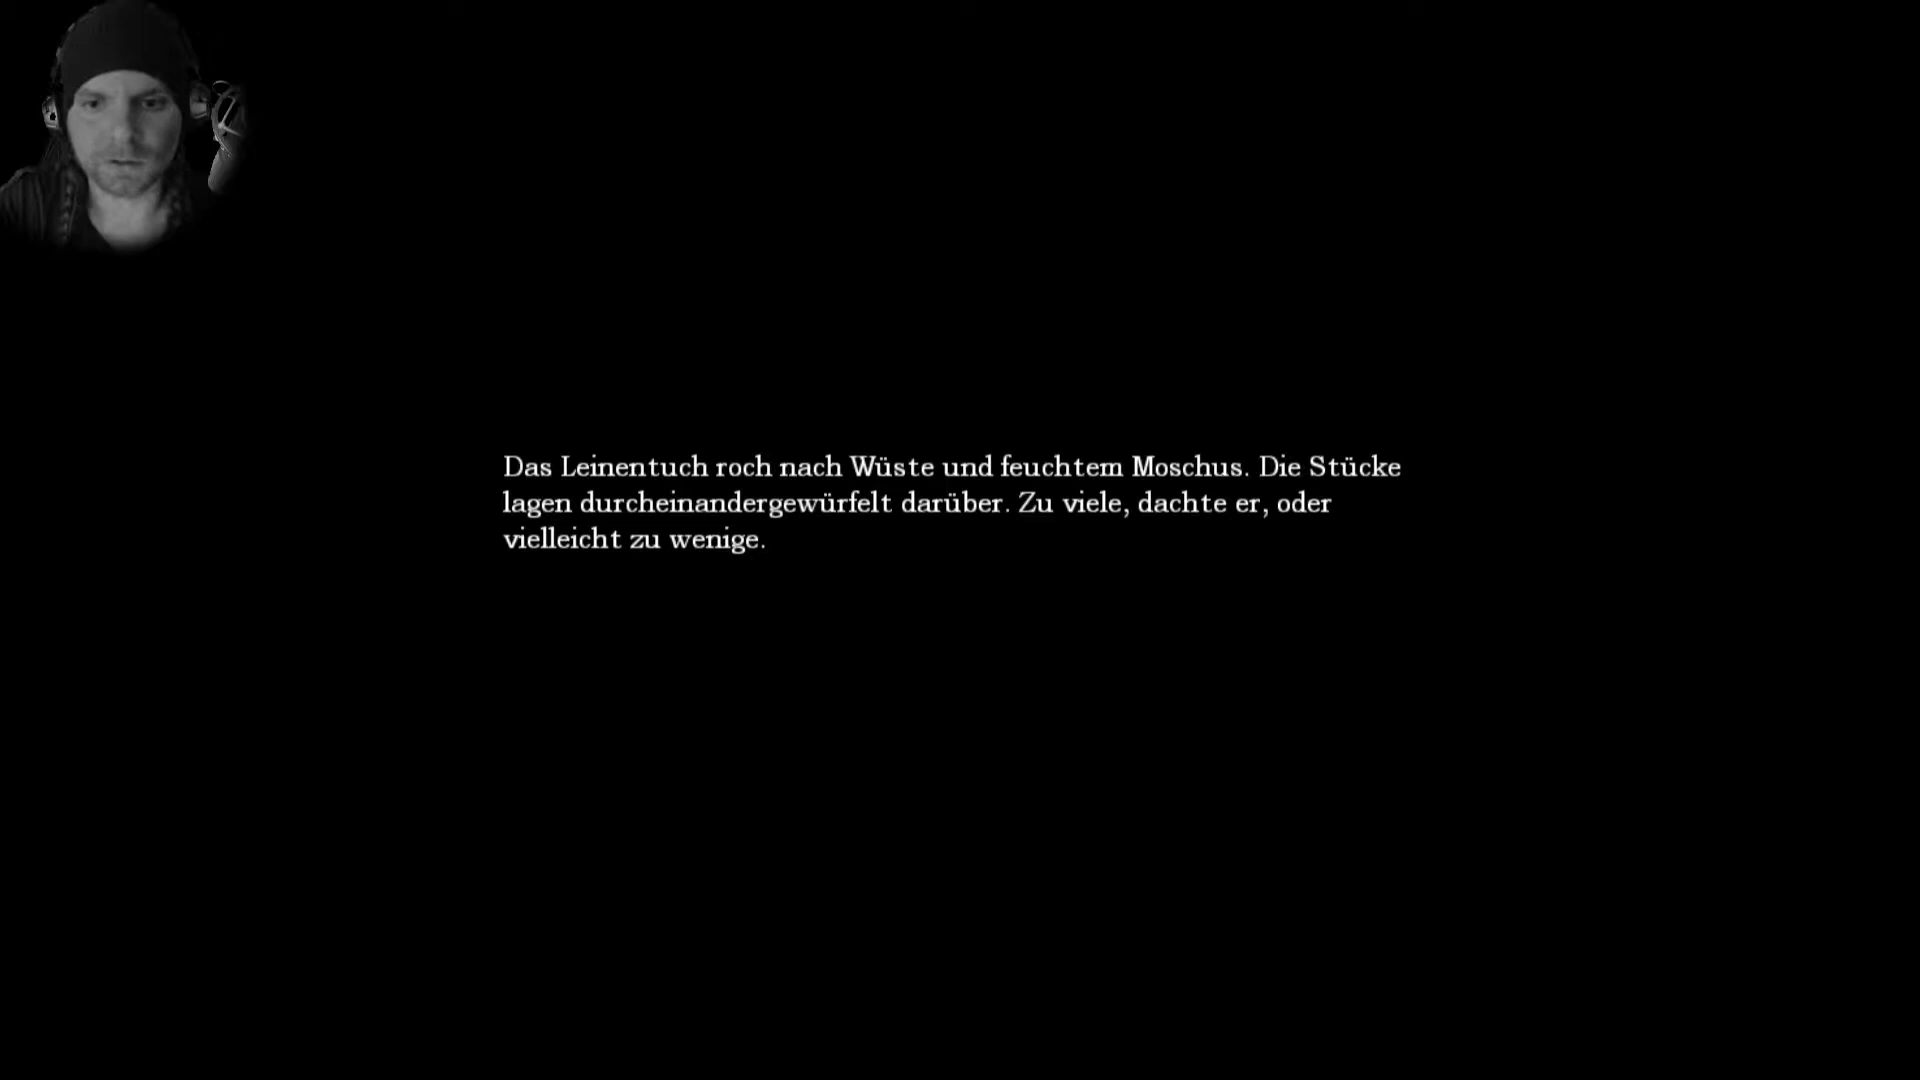 Das Leinentuch roch nach Wüste und feuchtem Moschus. Die Stücke
lagen durcheinandergewürfelt darüber. Zu viele, dachte er, oder
vielleicht zu wenige.